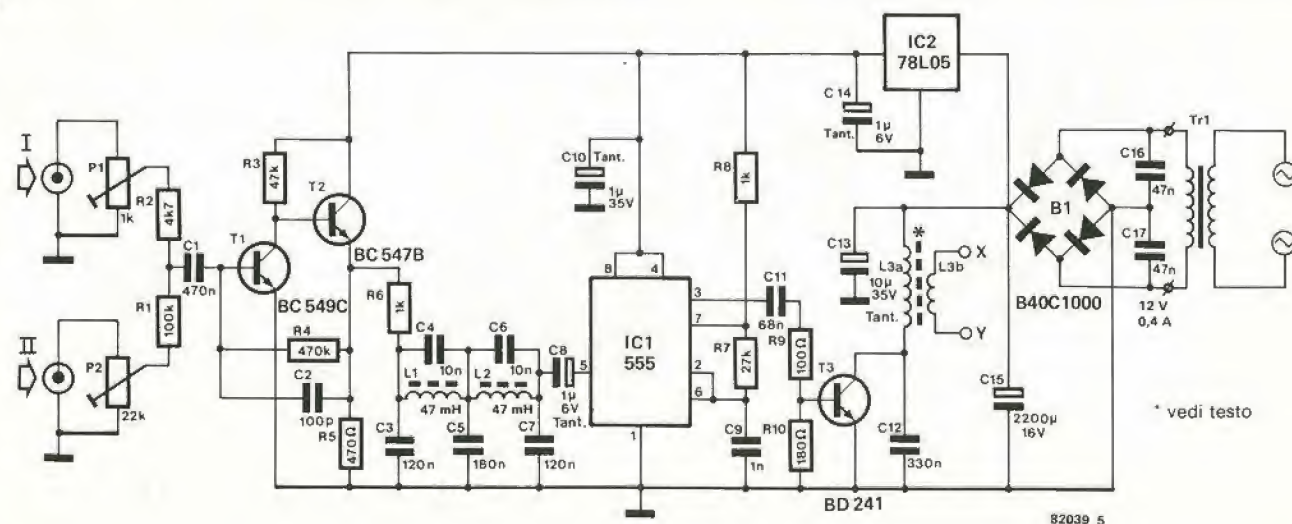 I
P1
1k
R2
4k7
C1
470n
R1
100k
II
P2
22k
R3
47k
T1
BC 549C
T2
BC 547B
R4
470k
C2
100p
R5
470Ω
R6
1k
C4
10n
C6
10n
L1
47 mH
L2
47 mH
C3
120n
C5
180n
C7
120n
C8
1µ
6V
Tant.
C10
Tant.
1µ
35V
8
4
IC1
555
5
3
7
2
6
1
R8
1k
R7
27k
C9
1n
C11
68n
R9
100Ω
R10
180Ω
T3
BD 241
C14
Tant.
1µ
6V
IC2
78L05
C13
10µ
35V
Tant.
*
L3a
L3b
X
Y
C12
330n
B1
B40C1000
C16
47n
C17
47n
Tr1
12 V
0,4 A
C15
2200µ
16V
* vedi testo
82039 5